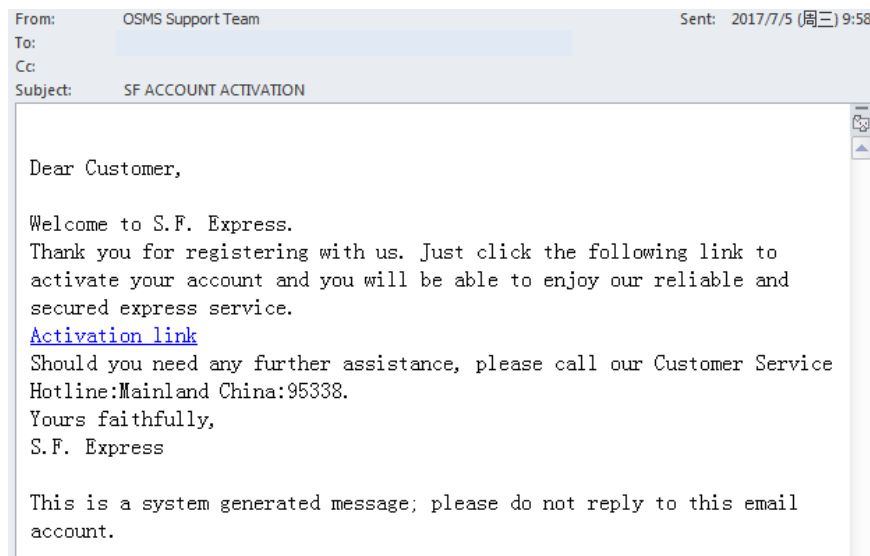 From: OSMS Support Team Sent: 2017/7/5 (周三) 9:58
To:
Cc:
Subject: SF ACCOUNT ACTIVATION
Dear Customer,
Welcome to S.F. Express.
Thank you for registering with us. Just click the following link to
activate your account and you will be able to enjoy our reliable and
secured express service.
Activation link
Should you need any further assistance, please call our Customer Service
Hotline:Mainland China:95338.
Yours faithfully,
S.F. Express
This is a system generated message; please do not reply to this email
account.